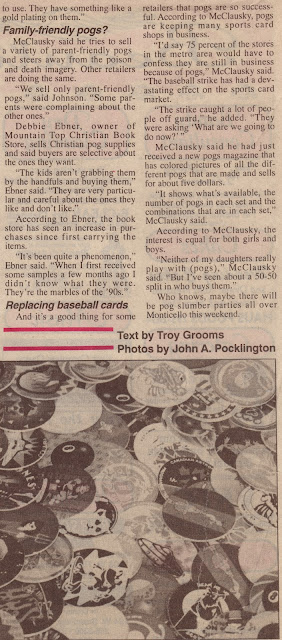 to use. They have something like a
gold plating on them."
Family-friendly pogs?
McClausky said he tries to sell
a variety of parent-friendly pogs
and steers away from the poison
and death imagery. Other retailers
are doing the same.
"We sell only parent-friendly
pogs," said Johnson. "Some par-
ents were complaining about the
other ones."
Debbie Ebner, owner of
Mountain Top Christian Book
Store, sells Christian pog supplies
and said buyers are selective about
the ones they want.
"The kids aren't grabbing them
by the handfuls and buying them,"
Ebner said. "They are very particu-
lar and careful about the ones they
like and don't like."
According to Ebner, the book
store has seen an increase in pur-
chases since first carrying the
items.
"It's been quite a phenomenon,"
Ebner said. "When I first received
some samples a few months ago I
didn't know what they were.
They're the marbles of the '90s."
Replacing baseball cards
And it's a good thing for some
retailers that pogs are so success-
ful. According to McClausky, pogs
are keeping many sports card
shops in business.
"I'd say 75 percent of the stores
in the metro area would have to
confess they are still in business
because of pogs," McClausky said.
"The baseball strike has had a dev-
astating effect on the sports card
market.
"The strike caught a lot of peo-
ple off guard," he added. "They
were asking 'What are we going to
do now?' "
McClausky said he had just
received a new pogs magazine that
has colored pictures of all the dif-
ferent pogs that are made and sells
for about five dollars.
"It shows what's available, the
number of pogs in each set and the
combinations that are in each set,"
McClausky said.
According to McClausky, the
interest is equal for both girls and
boys.
"Neither of my daughters really
play with (pogs)," McClausky
said. "But I've seen about a 50-50
split in who buys them."
Who knows, maybe there will
be pog slumber parties all over
Monticello this weekend.
Text by Troy Grooms
Photos by John A. Pocklington